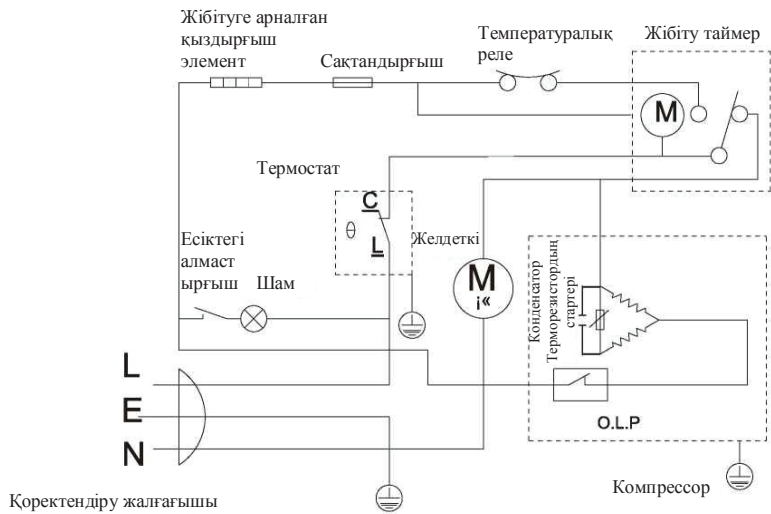 Жібітуге арналған
қыздырғыш
элемент
Сақтандырғыш
Температуралық
реле
Жібіту таймер
M
Термостат
C
L
Есіктегі
алмаст
ырғыш
Шам
Желдеткі
M
i«
Конденсатор
Терморезистордың
стартері
O.L.P
L
E
N
Қоректендіру жалғағышы
Компрессор